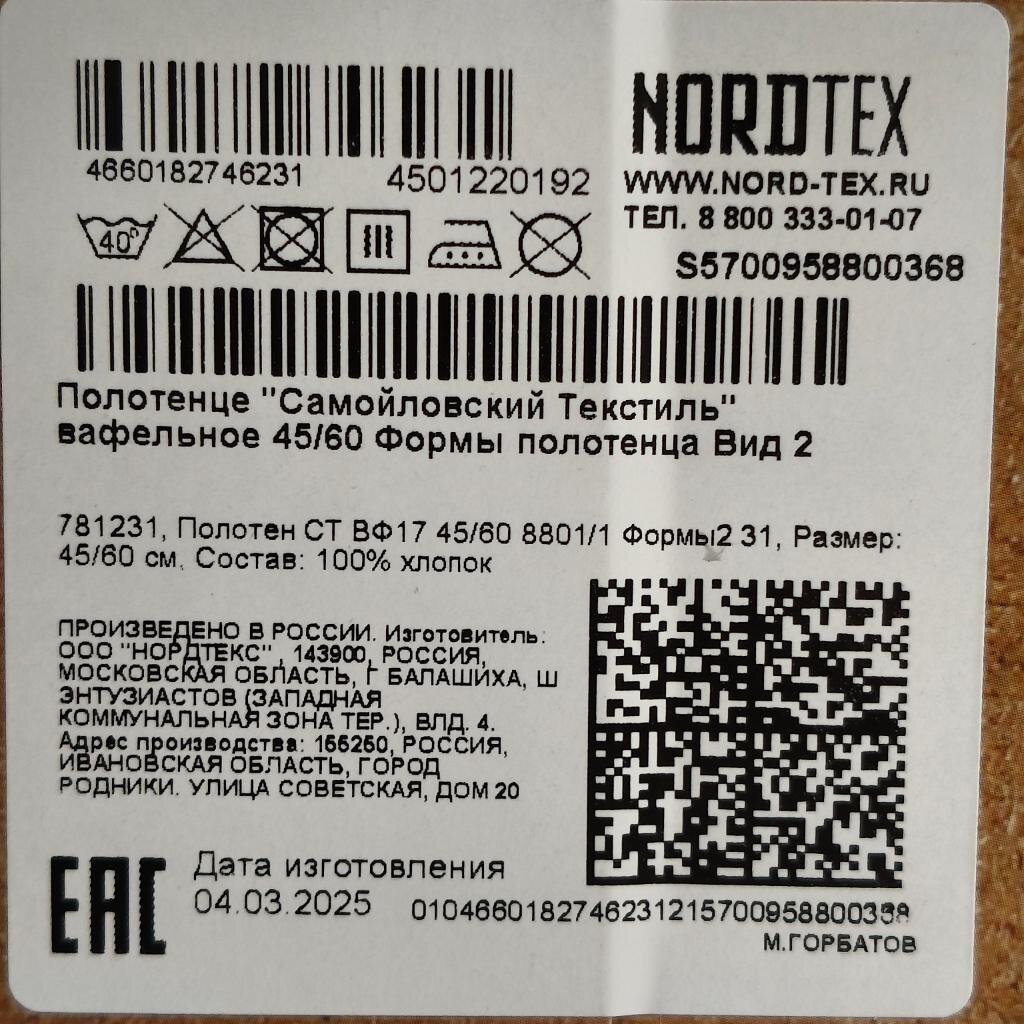 NORDTEX
4660182746231 4501220192
WWW.NORD-TEX.RU
40°
ТЕЛ. 8 800 333-01-07
S5700958800368
Полотенце "Самойловский Текстиль"
вафельное 45/60 Формы полотенца Вид 2
781231, Полотен СТ ВФ17 45/60 8801/1 Формы2 31, Размер:
45/60 см, Состав: 100% хлопок
ПРОИЗВЕДЕНО В РОССИИ. Изготовитель:
ООО "НОРДТЕКС" , 143900, РОССИЯ,
МОСКОВСКАЯ ОБЛАСТЬ, Г БАЛАШИХА, Ш
ЭНТУЗИАСТОВ (ЗАПАДНАЯ
КОММУНАЛЬНАЯ ЗОНА ТЕР.), ВЛД. 4.
Адрес производства: 155250, РОССИЯ,
ИВАНОВСКАЯ ОБЛАСТЬ, ГОРОД
РОДНИКИ. УЛИЦА СОВЕТСКАЯ, ДОМ 20
EAC
Дата изготовления
04.03.2025
М.ГОРБАТОВ